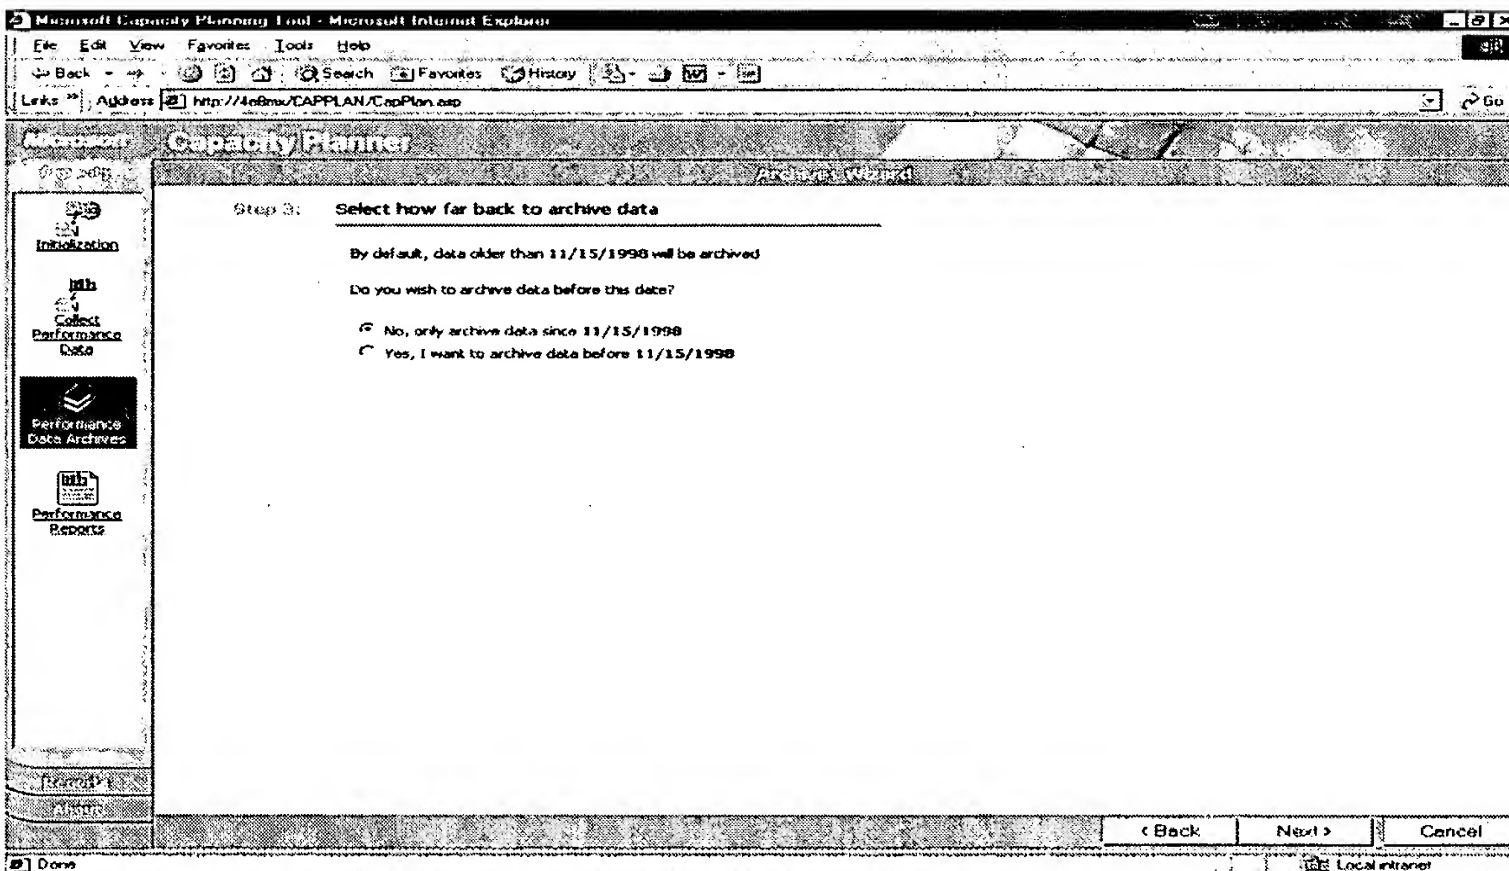 Microsoft Capacity Planning Tool - Microsoft Internet Explorer
File Edit View Favorites Tools Help
Back Search Favorites History
Links » Address http://4a8mx/CAPPLAN/CapPlan.asp Go
Microsoft Capacity Planner
Archives Wizard
Step 3: Select how far back to archive data
By default, data older than 11/15/1998 will be archived
Do you wish to archive data before this date?
No, only archive data since 11/15/1998
Yes, I want to archive data before 11/15/1998
Initialization
Collect
Performance
Data
Performance
Data Archives
Performance
Reports
About
< Back Next > Cancel
Done Local intranet